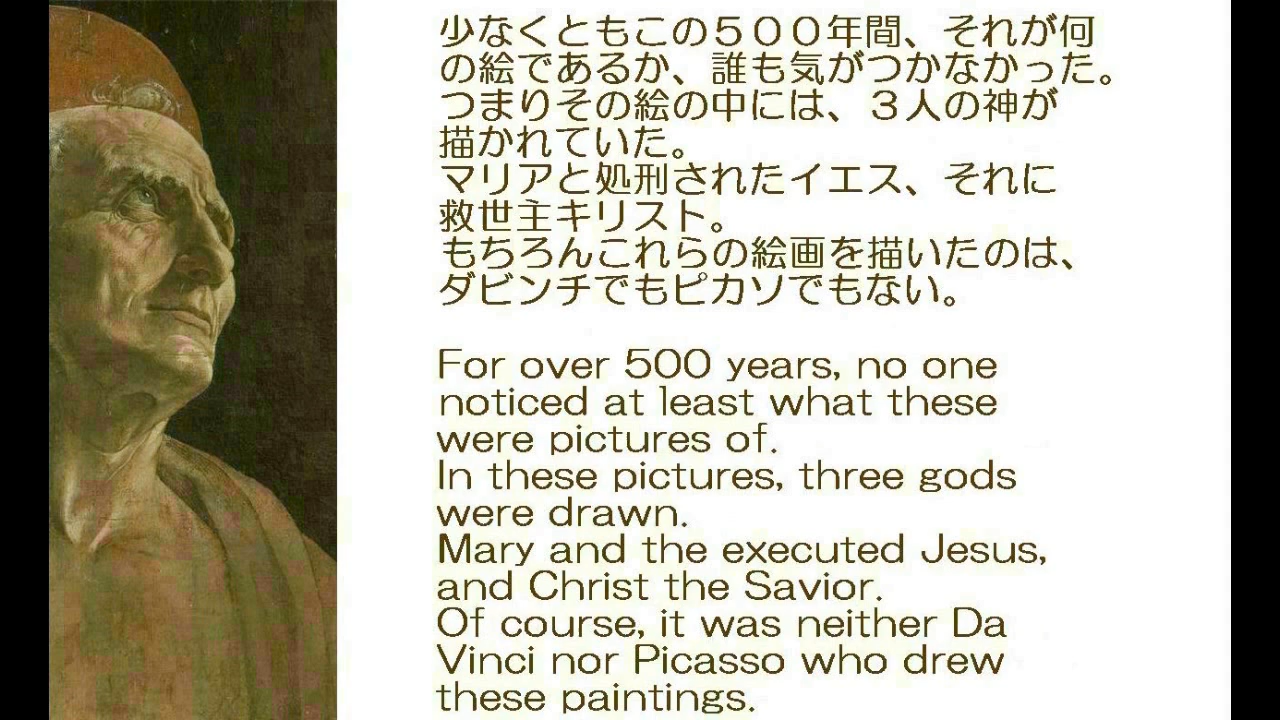 少なくともこの５００年間、それが何
の絵であるか、誰も気がつかなかった。
つまりその絵の中には、３人の神が
描かれていた。
マリアと処刑されたイエス、それに
救世主キリスト。
もちろんこれらの絵画を描いたのは、
ダビンチでもピカソでもない。
For over 500 years, no one
noticed at least what these
were pictures of.
In these pictures, three gods
were drawn.
Mary and the executed Jesus,
and Christ the Savior.
Of course, it was neither Da
Vinci nor Picasso who drew
these paintings.